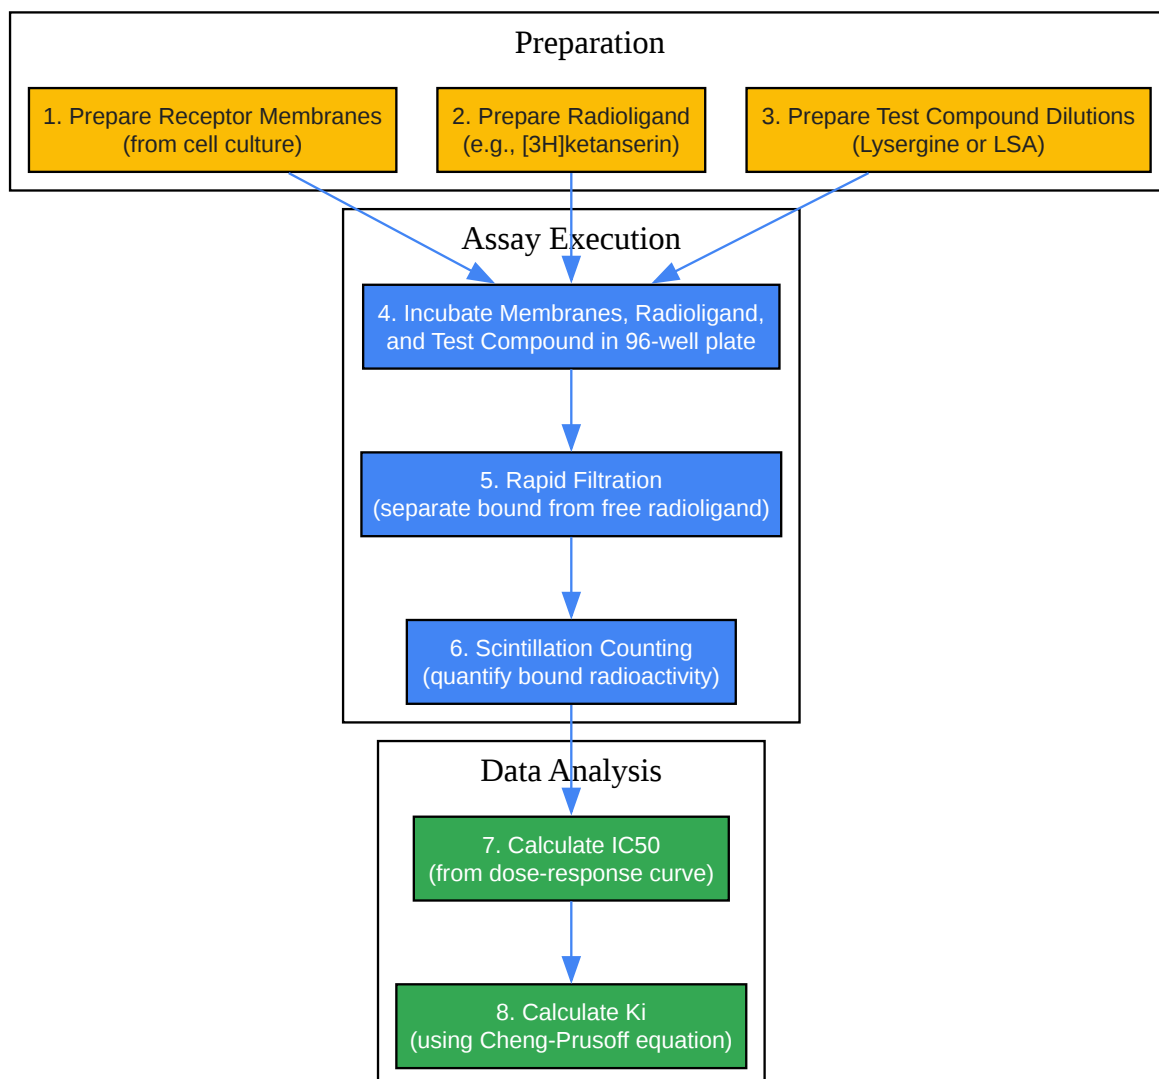 Preparation
1. Prepare Receptor Membranes
(from cell culture)
2. Prepare Radioligand
(e.g., [3H]ketanserin)
3. Prepare Test Compound Dilutions
(Lysergine or LSA)
Assay Execution
4. Incubate Membranes, Radioligand,
and Test Compound in 96-well plate
5. Rapid Filtration
(separate bound from free radioligand)
6. Scintillation Counting
(quantify bound radioactivity)
Data Analysis
7. Calculate IC50
(from dose-response curve)
8. Calculate Ki
(using Cheng-Prusoff equation)